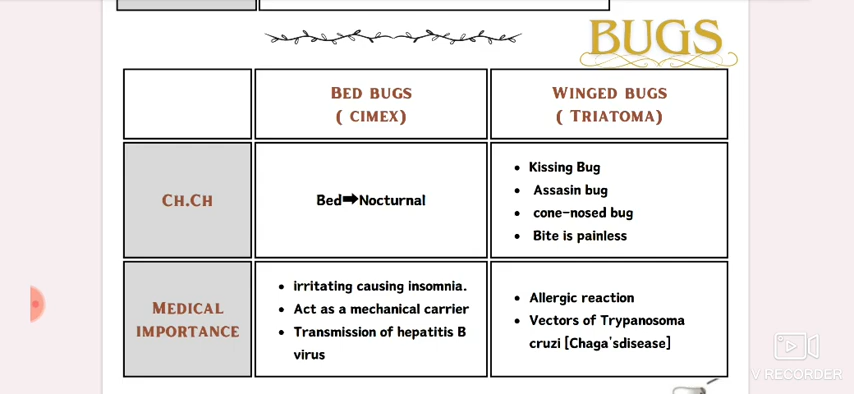 BUGS
BED BUGS
( CIMEX)
WINGED BUGS
( TRIATOMA)
CH.CH
Bed➡Nocturnal
• Kissing Bug
• Assasin bug
• cone-nosed bug
• Bite is painless
MEDICAL
IMPORTANCE
• irritating causing insomnia.
• Act as a mechanical carrier
• Transmission of hepatitis B
virus
• Allergic reaction
• Vectors of Trypanosoma
cruzi [Chaga'sdisease]
V RECORDER